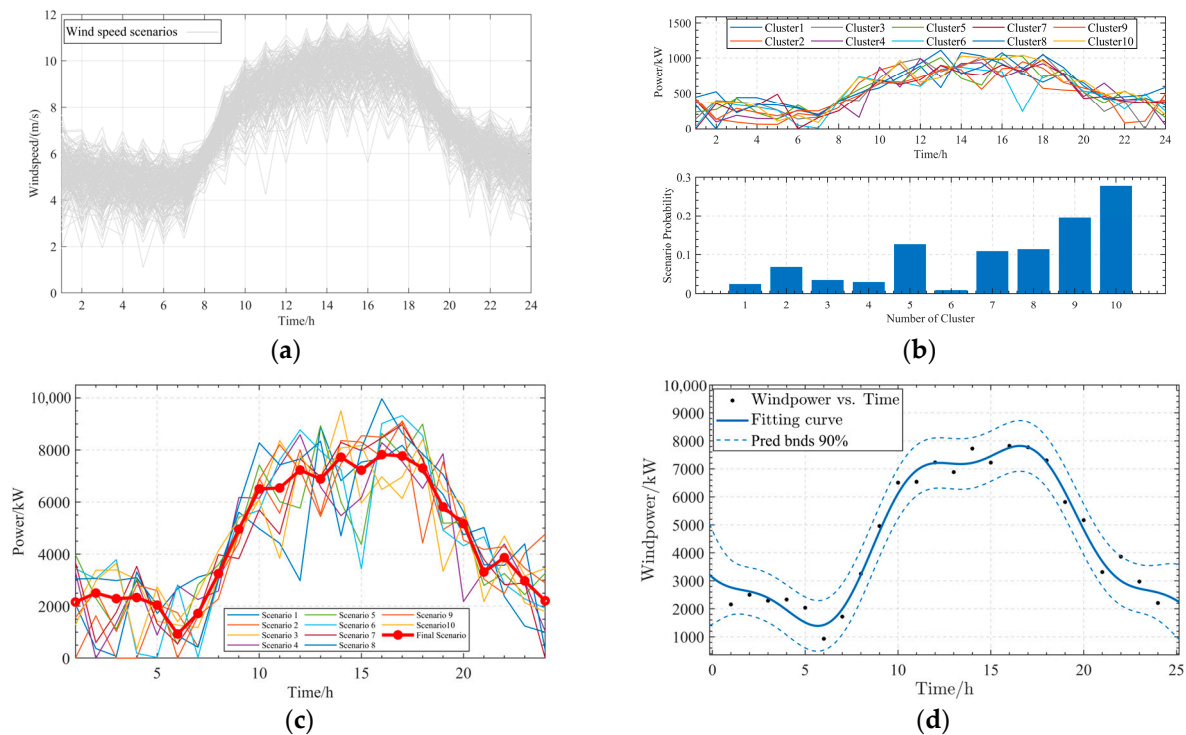 Wind speed scenarios
Windspeed/(m/s)
12
10
8
6
4
2
0
2 4 6 8 10 12 14 16 18 20 22 24
Time/h
(a)
Cluster1 Cluster3 Cluster5 Cluster7 Cluster9
Cluster2 Cluster4 Cluster6 Cluster8 Cluster10
Power/kW
1500
1000
500
0
2 4 6 8 10 12 14 16 18 20 22 24
Time/h
Scenario Probability
0.3
0.2
0.1
0
1 2 3 4 5 6 7 8 9 10
Number of Cluster
(b)
Power/kW
10,000
8000
6000
4000
2000
0
Scenario 1 Scenario 5 Scenario 9
Scenario 2 Scenario 6 Scenario10
Scenario 3 Scenario 7 Final Scenario
Scenario 4 Scenario 8
5 10 15 20
Time/h
(c)
Windpower vs. Time
Fitting curve
Pred bnds 90%
Windpower/kW
10,000
9000
8000
7000
6000
5000
4000
3000
2000
1000
0 5 10 15 20 25
Time/h
(d)